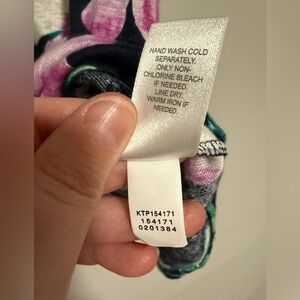 HAND WASH COLD
SEPARATELY.
ONLY NON-
CHLORINE BLEACH
IF NEEDED.
LINE DRY.
WARM IRON IF
NEEDED.
KTP154171
154171
0201384